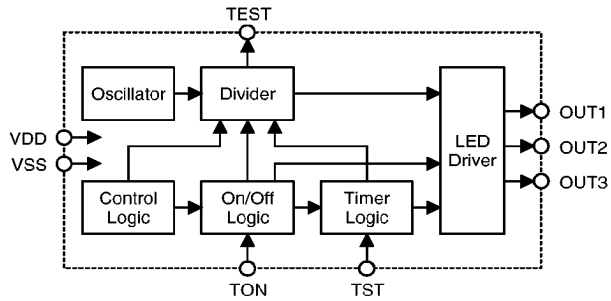 TEST
Oscillator
Divider
LED
Driver
OUT1
OUT2
OUT3
VDD
VSS
Control
Logic
On/Off
Logic
Timer
Logic
TON
TST